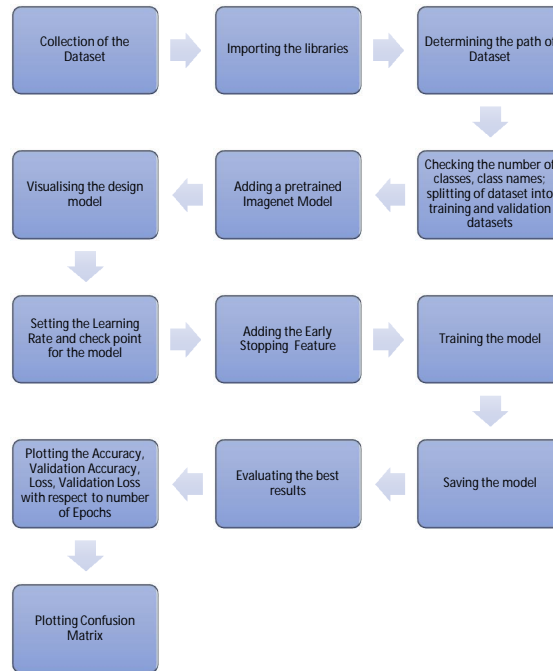 Collection of the
Dataset
Importing the libraries
Determining the path of
Dataset
Checking the number of
classes, class names;
splitting of dataset into
training and validation
datasets
Adding a pretrained
Imagenet Model
Visualising the design
model
Setting the Learning
Rate and check point
for the model
Adding the Early
Stopping Feature
Training the model
Saving the model
Evaluating the best
results
Plotting the Accuracy,
Validation Accuracy,
Loss, Validation Loss
with respect to number
of Epochs
Plotting Confusion
Matrix